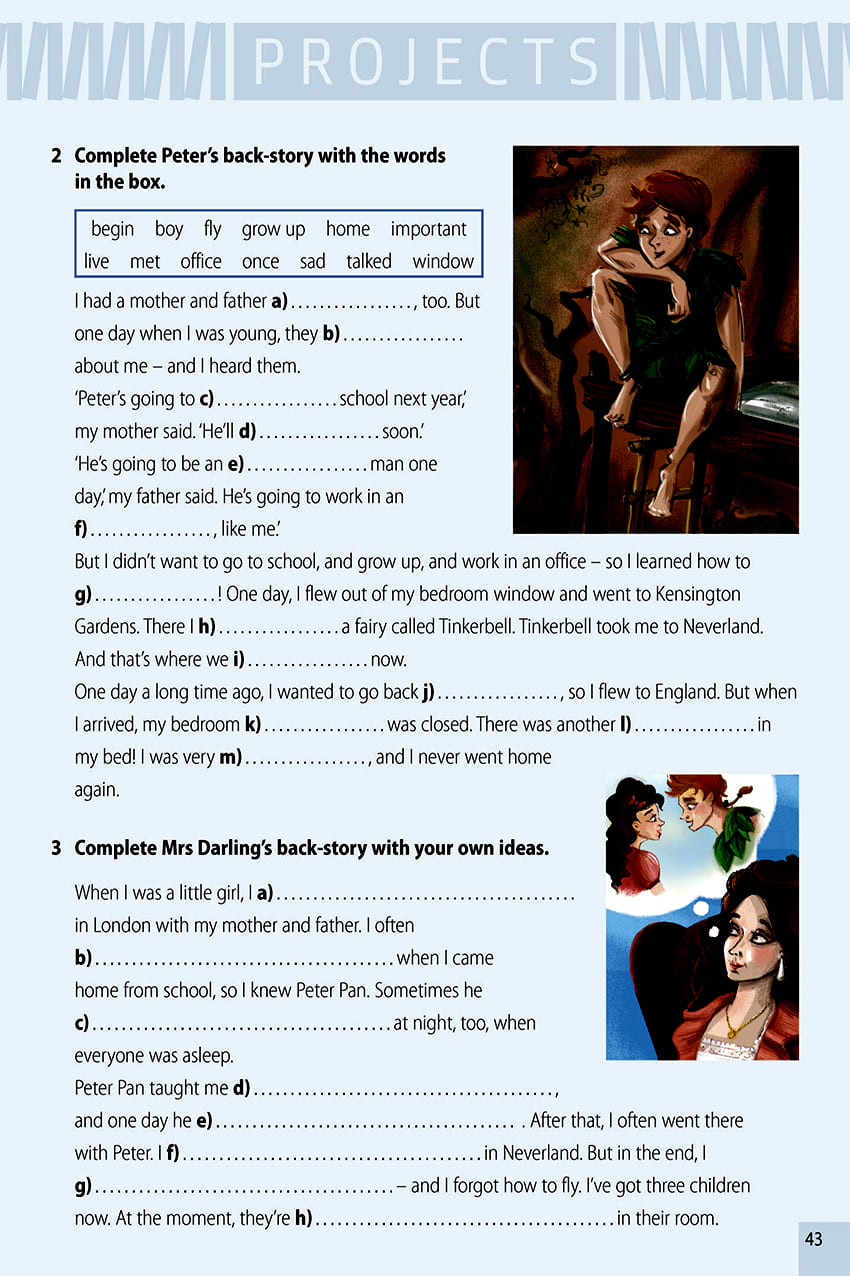 PROJECTS
2 Complete Peter's back-story with the words
in the box.
begin boy fly grow up home important
live met office once sad talked window
I had a mother and father a) ................., too. But
one day when I was young, they b) .................
about me – and I heard them.
'Peter's going to c) ................. school next year,'
my mother said. 'He'll d) ................. soon.'
'He's going to be an e) ................. man one
day,' my father said. He's going to work in an
f) ................., like me.'
But I didn't want to go to school, and grow up, and work in an office – so I learned how to
g) .................! One day, I flew out of my bedroom window and went to Kensington
Gardens. There I h) ................. a fairy called Tinkerbell. Tinkerbell took me to Neverland.
And that's where we i) ................. now.
One day a long time ago, I wanted to go back j) ................., so I flew to England. But when
I arrived, my bedroom k) ................. was closed. There was another l) ................. in
my bed! I was very m) ................., and I never went home
again.
3 Complete Mrs Darling's back-story with your own ideas.
When I was a little girl, I a) .........................................
in London with my mother and father. I often
b) ......................................... when I came
home from school, so I knew Peter Pan. Sometimes he
c) ......................................... at night, too, when
everyone was asleep.
Peter Pan taught me d) .........................................,
and one day he e) ......................................... . After that, I often went there
with Peter. I f) ......................................... in Neverland. But in the end, I
g) ......................................... – and I forgot how to fly. I've got three children
now. At the moment, they're h) ......................................... in their room.
43